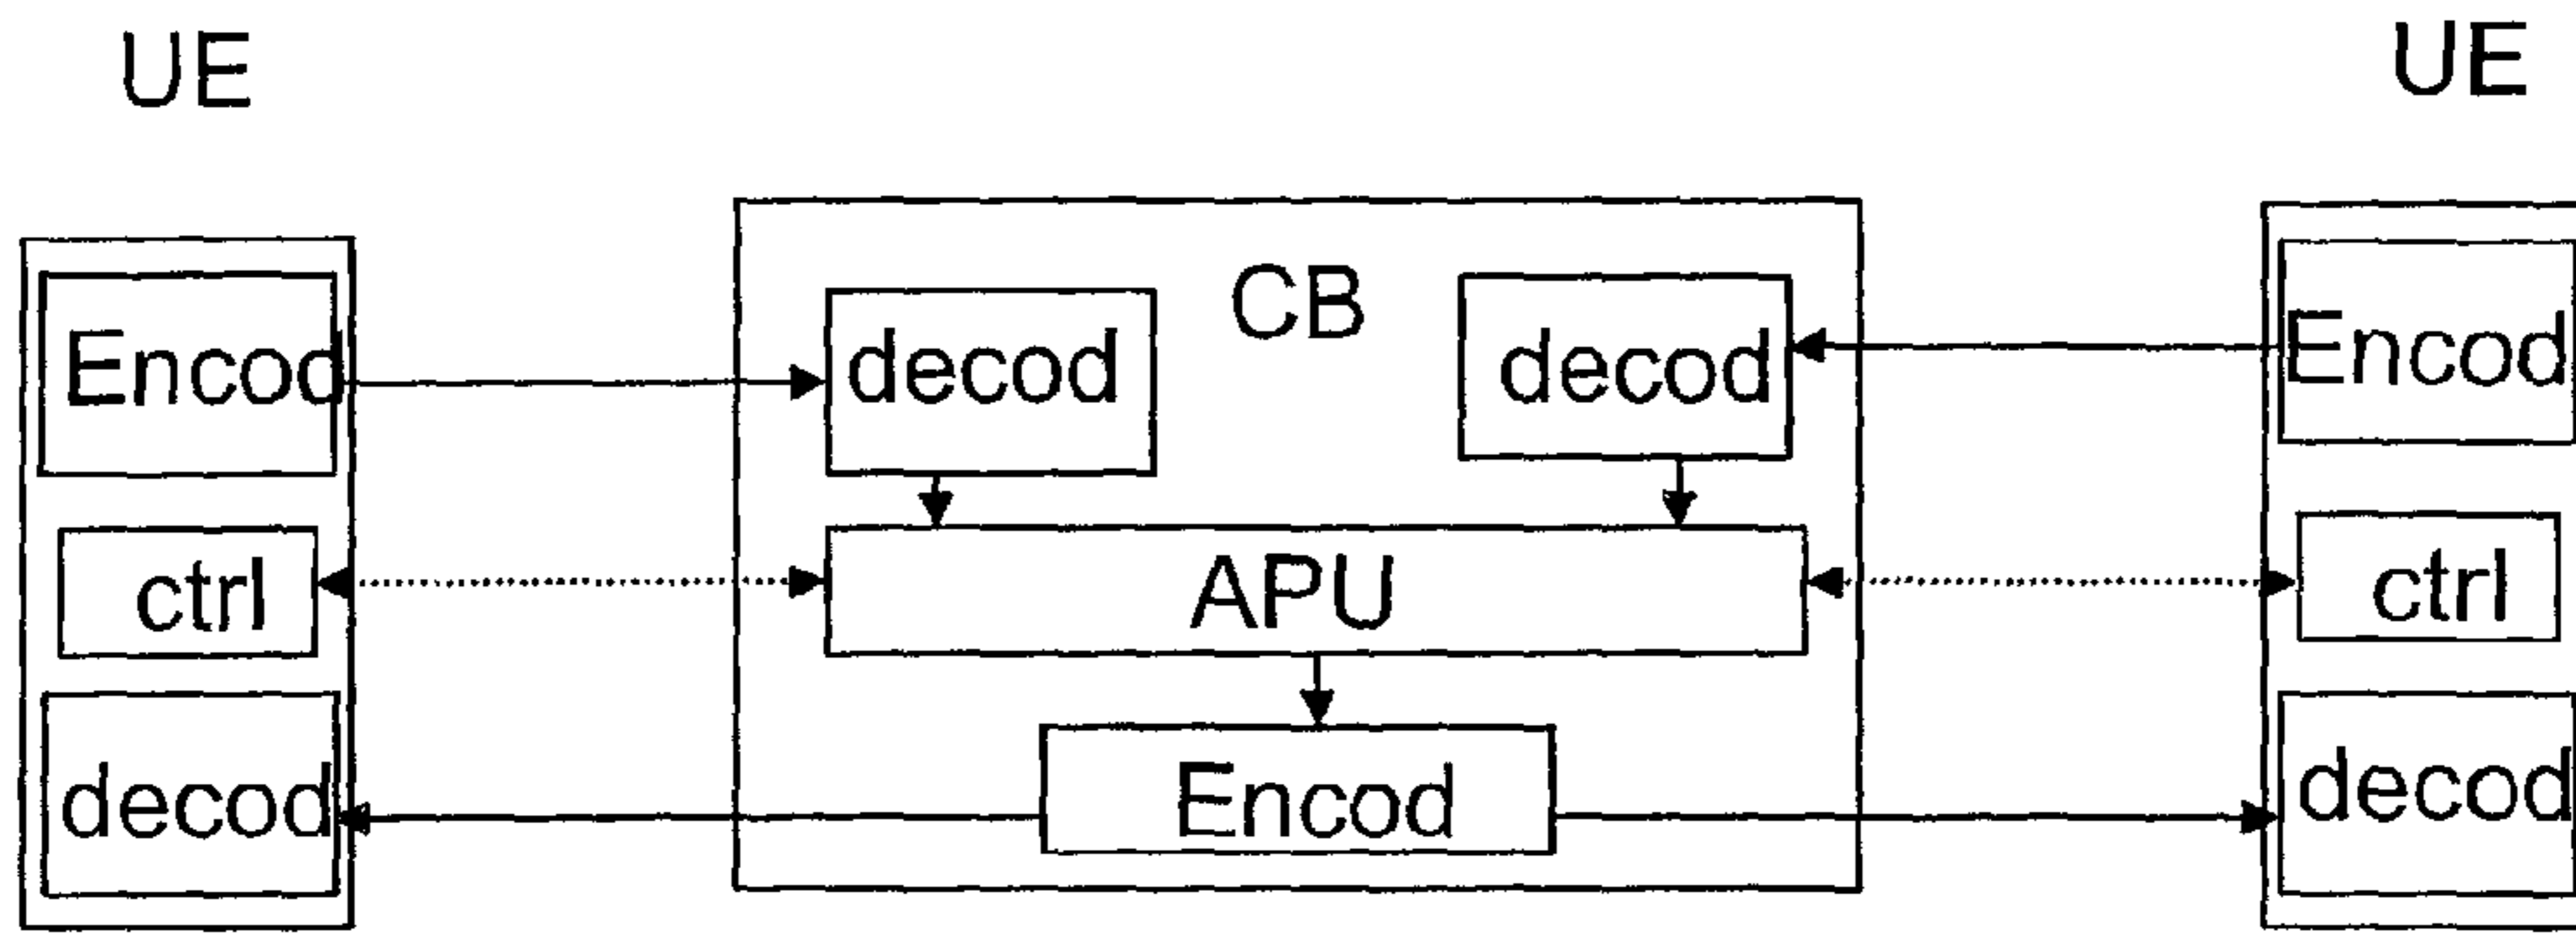 UE UE
CB
Encod decod decod Encod
ctrl APU ctrl
decod Encod decod